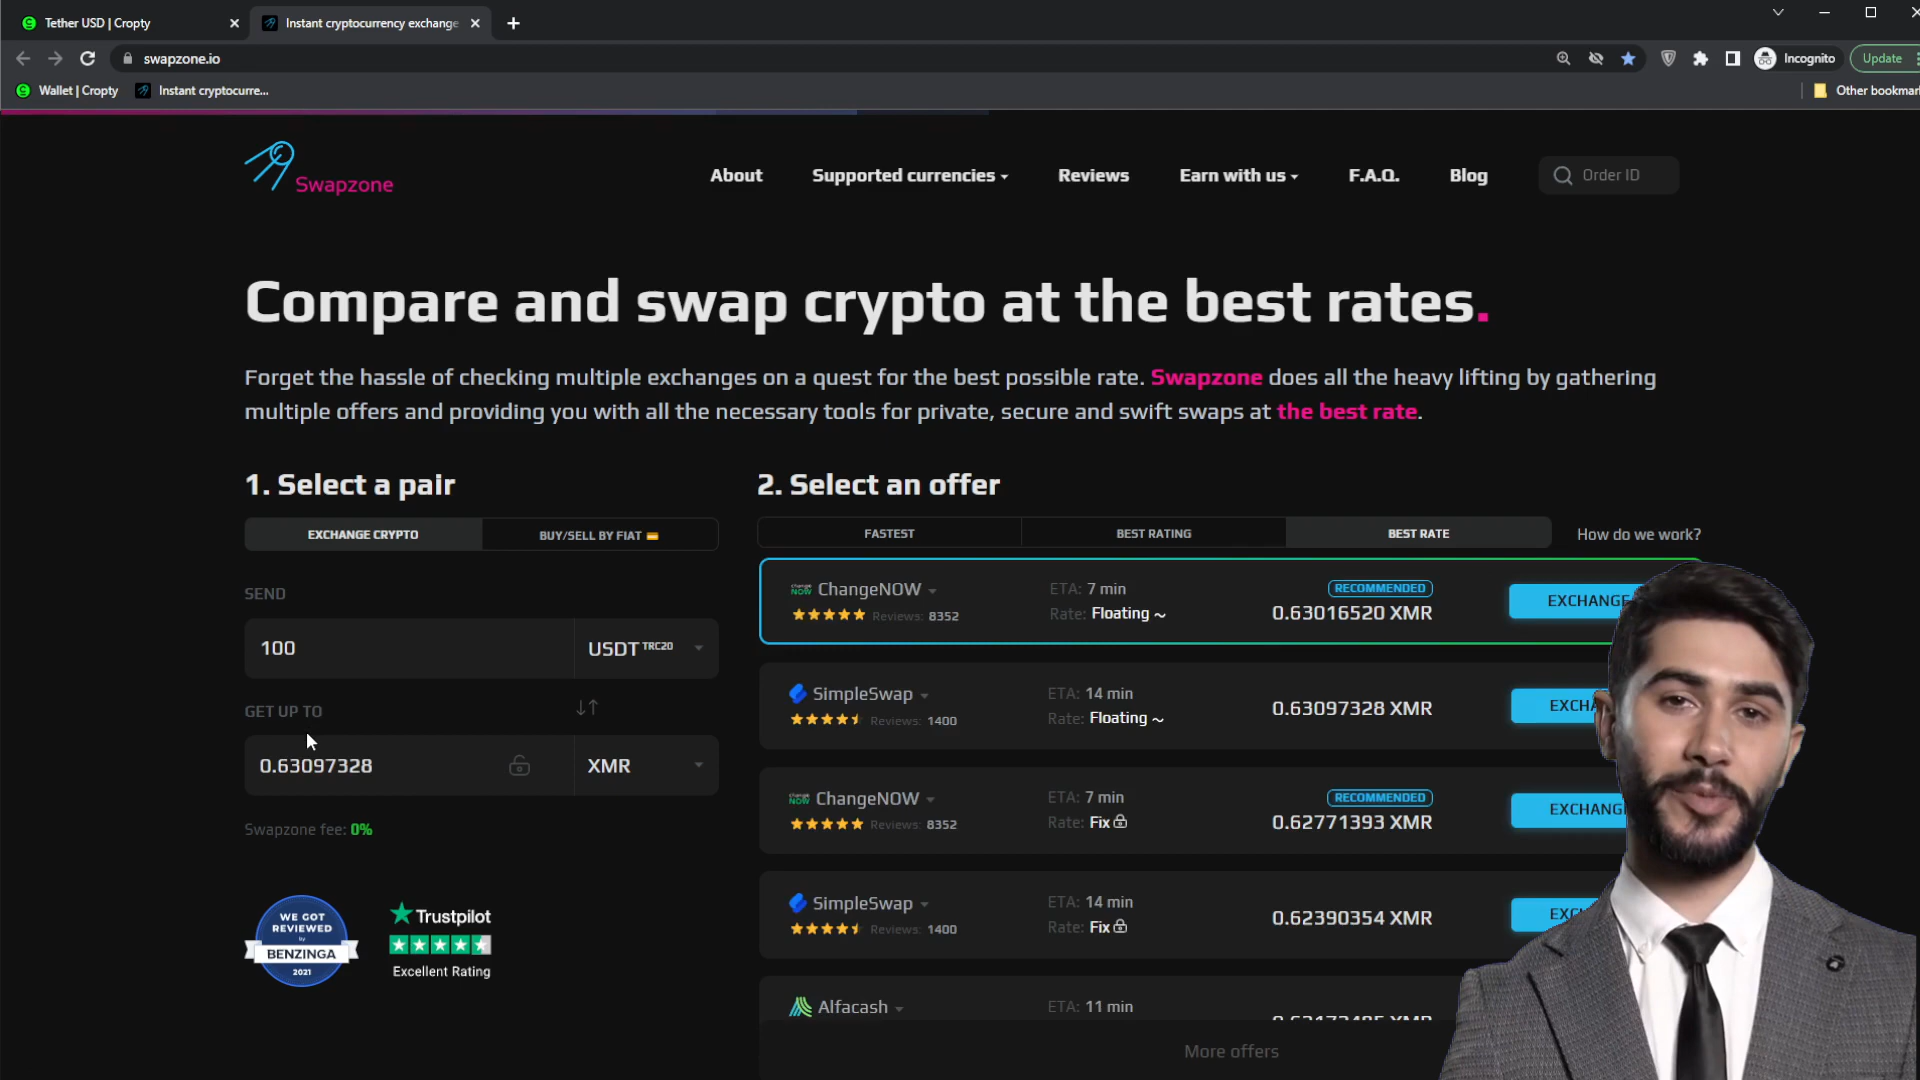 Tether USD | Cropty
Instant cryptocurrency exchange
swapzone.io
Incognito
Update
Wallet | Cropty
Instant cryptocurre...
Other bookmar
Swapzone
About
Supported currencies
Reviews
Earn with us
F.A.Q.
Blog
Order ID
Compare and swap crypto at the best rates.
Forget the hassle of checking multiple exchanges on a quest for the best possible rate. Swapzone does all the heavy lifting by gathering
multiple offers and providing you with all the necessary tools for private, secure and swift swaps at the best rate.
1. Select a pair
EXCHANGE CRYPTO
BUY/SELL BY FIAT
SEND
100
USDT TRC20
GET UP TO
0.63097328
XMR
Swapzone fee: 0%
WE GOT
REVIEWED
by
BENZINGA
2021
Trustpilot
Excellent Rating
2. Select an offer
FASTEST
BEST RATING
BEST RATE
How do we work?
change NOW
ChangeNOW
ETA: 7 min
RECOMMENDED
EXCHANGE
Reviews: 8352
Rate: Floating ~
0.63016520 XMR
SimpleSwap
ETA: 14 min
0.63097328 XMR
EXCHA
Reviews: 1400
Rate: Floating ~
change NOW
ChangeNOW
ETA: 7 min
RECOMMENDED
EXCHANG
Reviews: 8352
Rate: Fix
0.62771393 XMR
SimpleSwap
ETA: 14 min
0.62390354 XMR
EXC
Reviews: 1400
Rate: Fix
Alfacash
ETA: 11 min
More offers